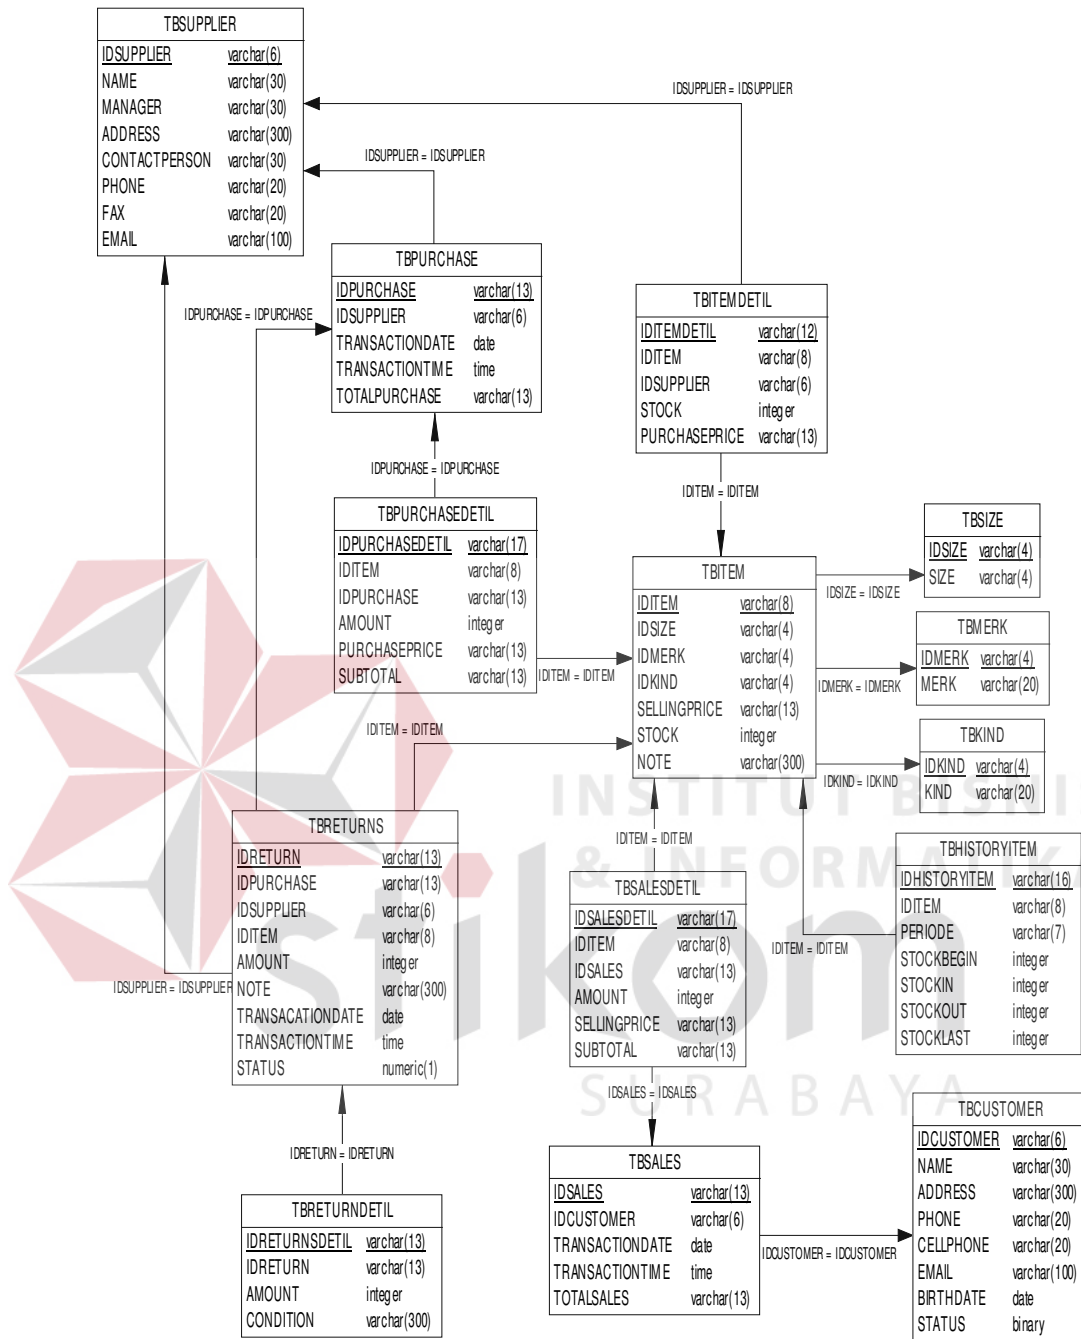 TBSUPPLIER
IDSUPPLIER varchar(6)
NAME varchar(30)
MANAGER varchar(30)
ADDRESS varchar(300)
CONTACTPERSON varchar(30)
PHONE varchar(20)
FAX varchar(20)
EMAIL varchar(100)
IDSUPPLIER = IDSUPPLIER
IDSUPPLIER = IDSUPPLIER
TBPURCHASE
IDPURCHASE varchar(13)
IDSUPPLIER varchar(6)
TRANSACTIONDATE date
TRANSACTIONTIME time
TOTALPURCHASE varchar(13)
IDPURCHASE = IDPURCHASE
TBITEMDETIL
IDITEMDETIL varchar(12)
IDITEM varchar(8)
IDSUPPLIER varchar(6)
STOCK integer
PURCHASEPRICE varchar(13)
IDPURCHASE = IDPURCHASE
IDITEM = IDITEM
TBPURCHASEDETIL
IDPURCHASEDETIL varchar(17)
IDITEM varchar(8)
IDPURCHASE varchar(13)
AMOUNT integer
PURCHASEPRICE varchar(13)
SUBTOTAL varchar(13)
IDITEM = IDITEM
TBITEM
IDITEM varchar(8)
IDSIZE varchar(4)
IDMERK varchar(4)
IDKIND varchar(4)
SELLINGPRICE varchar(13)
STOCK integer
NOTE varchar(300)
TBSIZE
IDSIZE varchar(4)
SIZE varchar(4)
IDSIZE = IDSIZE
TBMERK
IDMERK varchar(4)
MERK varchar(20)
IDMERK = IDMERK
TBKIND
IDKIND varchar(4)
KIND varchar(20)
IDKIND = IDKIND
IDITEM = IDITEM
INSTITUT BISNI
& INFORMATIKA
stikom
SURABAYA
TBRETURNS
IDRETURN varchar(13)
IDPURCHASE varchar(13)
IDSUPPLIER varchar(6)
IDITEM varchar(8)
AMOUNT integer
NOTE varchar(300)
TRANSACATIONDATE date
TRANSACTIONTIME time
STATUS numeric(1)
IDSUPPLIER = IDSUPPLIER
IDITEM = IDITEM
TBSALESDETIL
IDSALESDETIL varchar(17)
IDITEM varchar(8)
IDSALES varchar(13)
AMOUNT integer
SELLINGPRICE varchar(13)
SUBTOTAL varchar(13)
IDITEM = IDITEM
TBHISTORYITEM
IDHISTORYITEM varchar(16)
IDITEM varchar(8)
PERIODE varchar(7)
STOCKBEGIN integer
STOCKIN integer
STOCKOUT integer
STOCKLAST integer
IDSALES = IDSALES
IDRETURN = IDRETURN
TBRETURNDETIL
IDRETURNSDETIL varchar(13)
IDRETURN varchar(13)
AMOUNT integer
CONDITION varchar(300)
TBSALES
IDSALES varchar(13)
IDCUSTOMER varchar(6)
TRANSACTIONDATE date
TRANSACTIONTIME time
TOTALSALES varchar(13)
IDCUSTOMER = IDCUSTOMER
TBCUSTOMER
IDCUSTOMER varchar(6)
NAME varchar(30)
ADDRESS varchar(300)
PHONE varchar(20)
CELLPHONE varchar(20)
EMAIL varchar(100)
BIRTHDATE date
STATUS binary